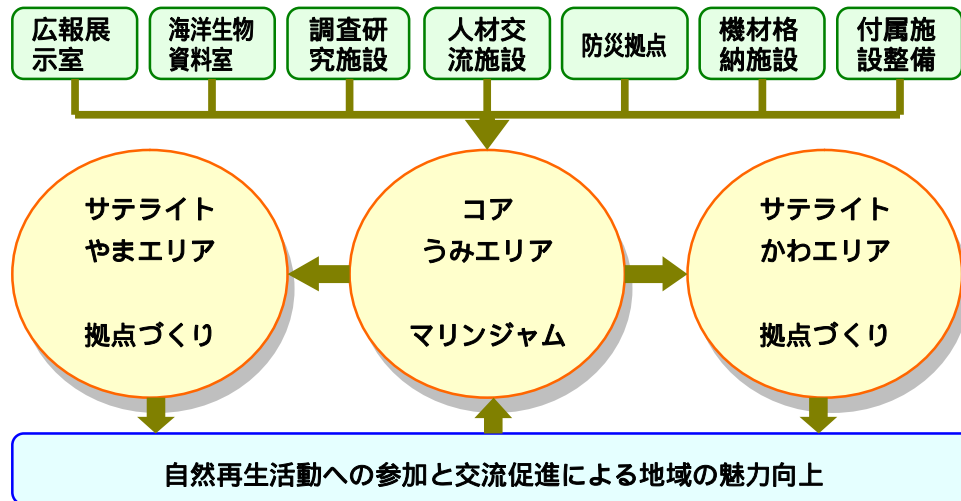 広報展
示室
海洋生物
資料室
調査研
究施設
人材交
流施設
防災拠点
機材格
納施設
付属施
設整備
サテライト
やまエリア
拠点づくり
コア
うみエリア
マリンジャム
サテライト
かわエリア
拠点づくり
自然再生活動への参加と交流促進による地域の魅力向上